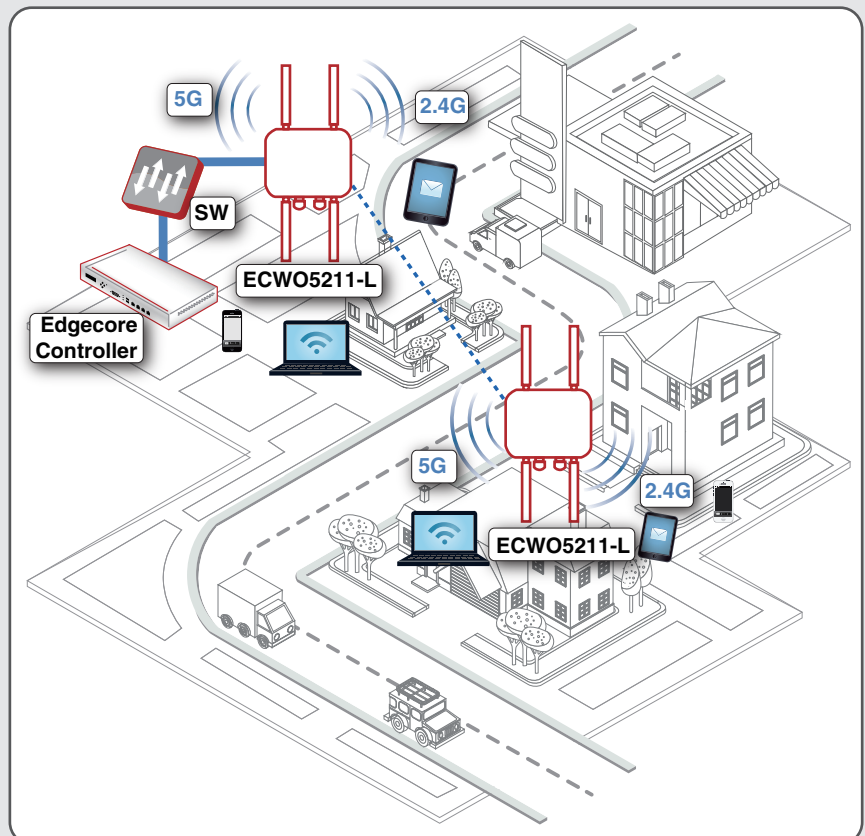 5G
2.4G
SW
ECWO5211-L
Edgecore
Controller
5G
2.4G
ECWO5211-L